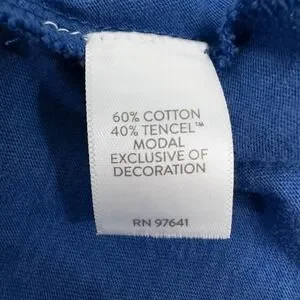 60% COTTON
40% TENCEL™
MODAL
EXCLUSIVE OF
DECORATION
RN 97641